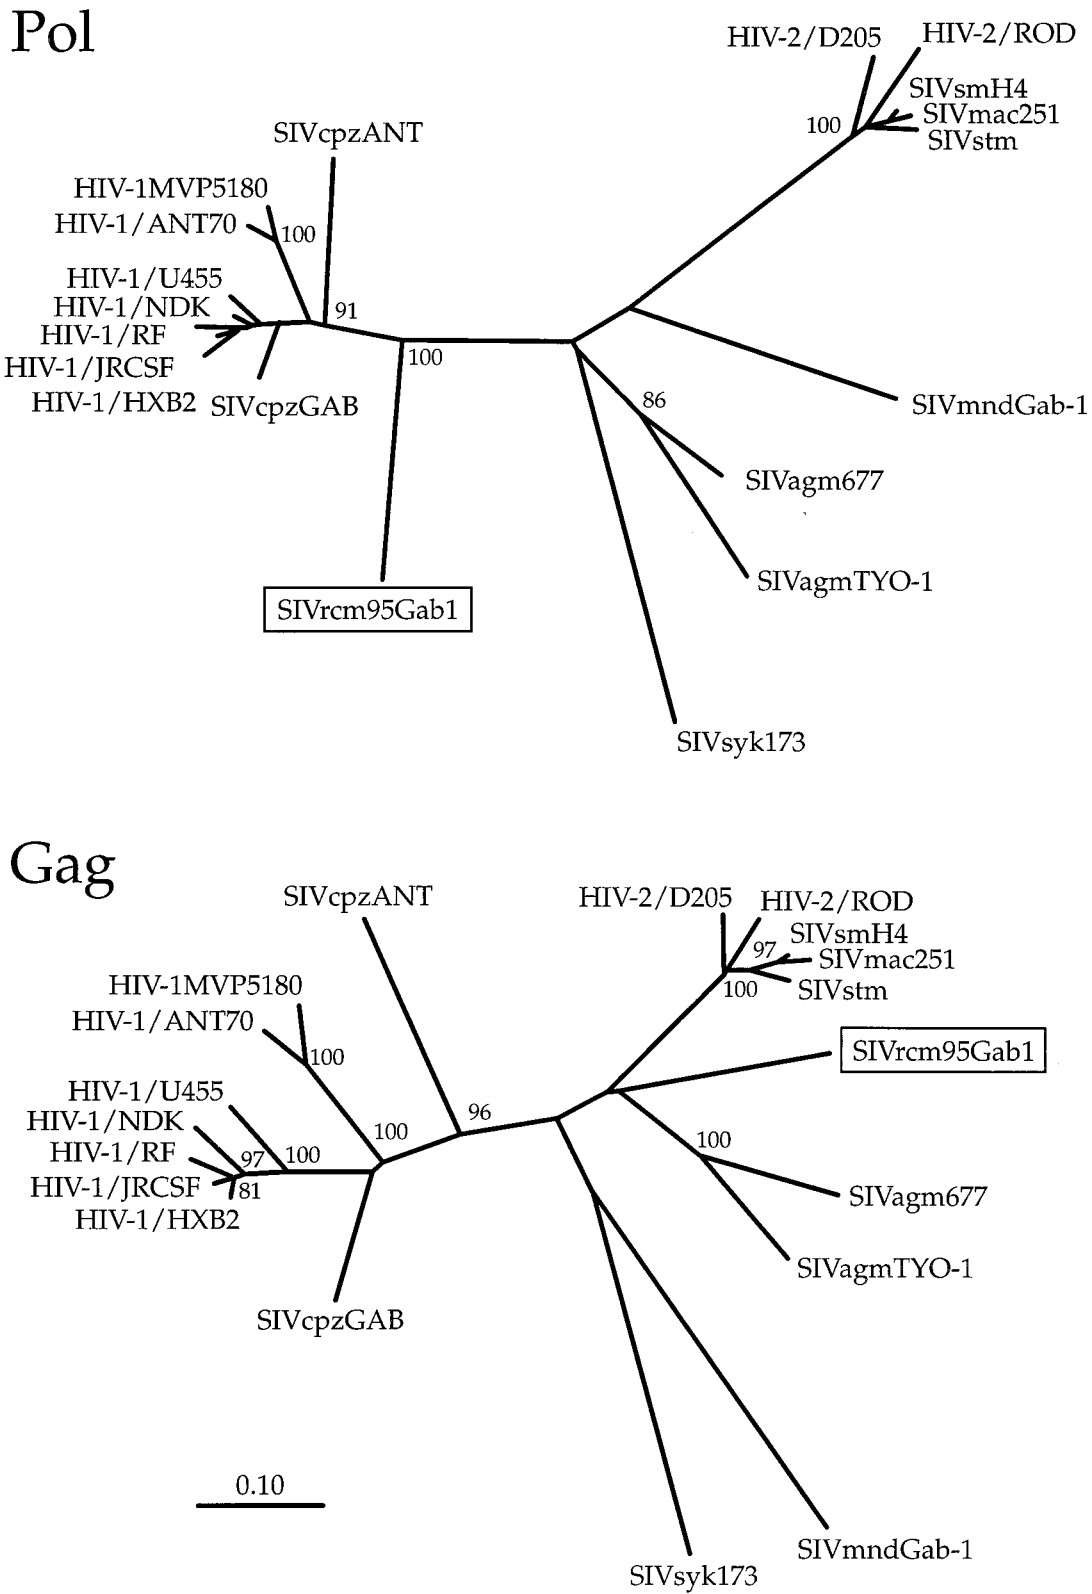 Pol
HIV-2/D205
HIV-2/ROD
SIVsmH4
SIVmac251
SIVstm
100
SIVcpzANT
HIV-1MVP5180
HIV-1/ANT70
100
HIV-1/U455
HIV-1/NDK
HIV-1/RF
HIV-1/JRCSF
HIV-1/HXB2
SIVcpzGAB
91
100
86
SIVmndGab-1
SIVagm677
SIVagmTYO-1
SIVrcm95Gab1
SIVsyk173
Gag
SIVcpzANT
HIV-2/D205
HIV-2/ROD
SIVsmH4
97
SIVmac251
SIVstm
100
HIV-1MVP5180
HIV-1/ANT70
100
SIVrcm95Gab1
HIV-1/U455
HIV-1/NDK
HIV-1/RF
HIV-1/JRCSF
HIV-1/HXB2
97
81
100
100
96
100
SIVagm677
SIVagmTYO-1
SIVcpzGAB
0.10
SIVmndGab-1
SIVsyk173